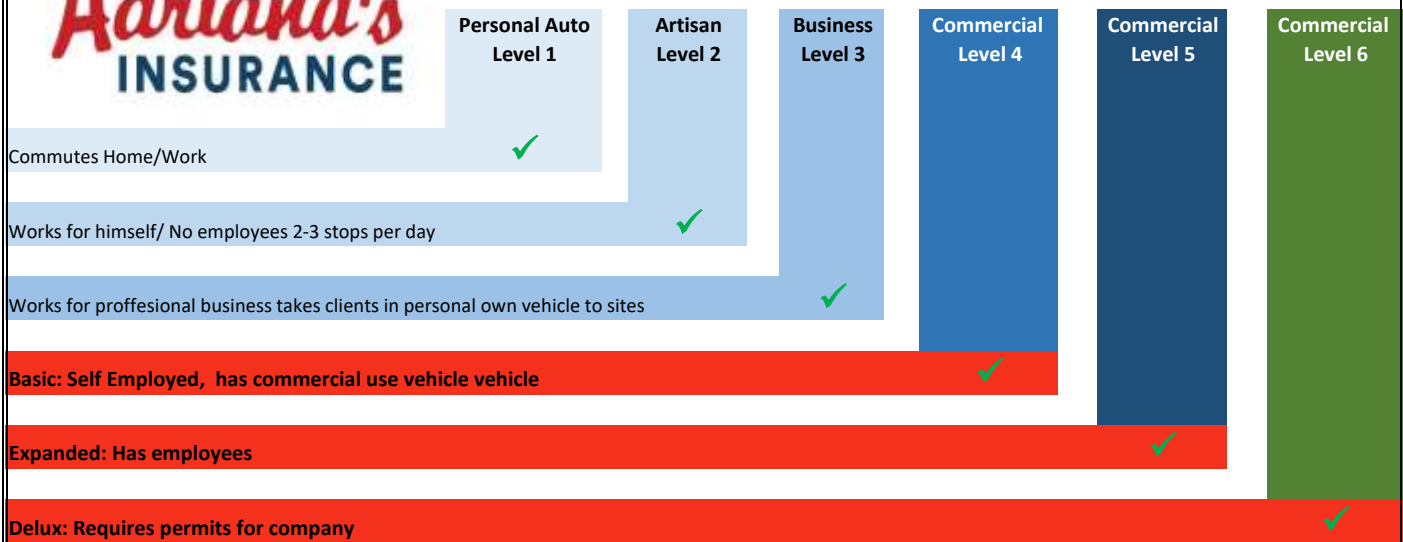 Adriana's
INSURANCE
Personal Auto
Level 1
Artisan
Level 2
Business
Level 3
Commercial
Level 4
Commercial
Level 5
Commercial
Level 6
Commutes Home/Work
Works for himself/ No employees 2-3 stops per day
Works for proffesional business takes clients in personal own vehicle to sites
Basic: Self Employed, has commercial use vehicle vehicle
Expanded: Has employees
Delux: Requires permits for company